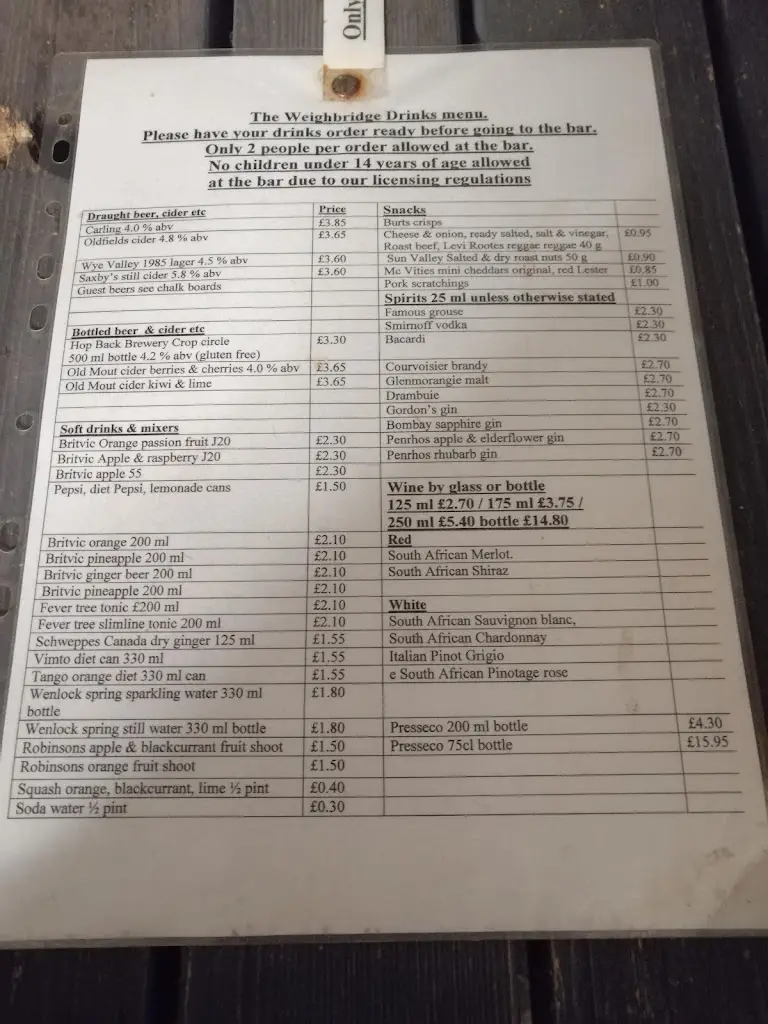 Only
The Weighbridge Drinks menu.
Please have your drinks order ready before going to the bar.
Only 2 people per order allowed at the bar.
No children under 14 years of age allowed
at the bar due to our licensing regulations
Draught beer, cider etc Price
Carling 4.0 % abv £3.85
Oldfields cider 4.8 % abv £3.65
Wye Valley 1985 lager 4.5 % abv £3.60
Saxby's still cider 5.8 % abv £3.60
Guest beers see chalk boards
Bottled beer & cider etc
Hop Back Brewery Crop circle £3.30
500 ml bottle 4.2 % abv (gluten free)
Old Mout cider berries & cherries 4.0 % abv £3.65
Old Mout cider kiwi & lime £3.65
Soft drinks & mixers
Britvic Orange passion fruit J20 £2.30
Britvic Apple & raspberry J20 £2.30
Britvic apple 55 £2.30
Pepsi, diet Pepsi, lemonade cans £1.50
Britvic orange 200 ml £2.10
Britvic pineapple 200 ml £2.10
Britvic ginger beer 200 ml £2.10
Britvic pineapple 200 ml £2.10
Fever tree tonic £200 ml £2.10
Fever tree slimline tonic 200 ml £2.10
Schweppes Canada dry ginger 125 ml £1.55
Vimto diet can 330 ml £1.55
Tango orange diet 330 ml can £1.55
Wenlock spring sparkling water 330 ml £1.80
bottle
Wenlock spring still water 330 ml bottle £1.80
Robinsons apple & blackcurrant fruit shoot £1.50
Robinsons orange fruit shoot £1.50
Squash orange, blackcurrant, lime ½ pint £0.40
Soda water ½ pint £0.30
Snacks
Burts crisps
Cheese & onion, ready salted, salt & vinegar, £0.95
Roast beef, Levi Rootes reggae reggae 40 g
Sun Valley Salted & dry roast nuts 50 g £0.90
Mc Vities mini cheddars original, red Lester £0.85
Pork scratchings £1.00
Spirits 25 ml unless otherwise stated
Famous grouse £2.30
Smirnoff vodka £2.30
Bacardi £2.30
Courvoisier brandy £2.70
Glenmorangie malt £2.70
Drambuie £2.70
Gordon's gin £2.30
Bombay sapphire gin £2.70
Penrhos apple & elderflower gin £2.70
Penrhos rhubarb gin £2.70
Wine by glass or bottle
125 ml £2.70 / 175 ml £3.75 /
250 ml £5.40 bottle £14.80
Red
South African Merlot.
South African Shiraz
White
South African Sauvignon blanc,
South African Chardonnay
Italian Pinot Grigio
e South African Pinotage rose
Presseco 200 ml bottle £4.30
Presseco 75cl bottle £15.95